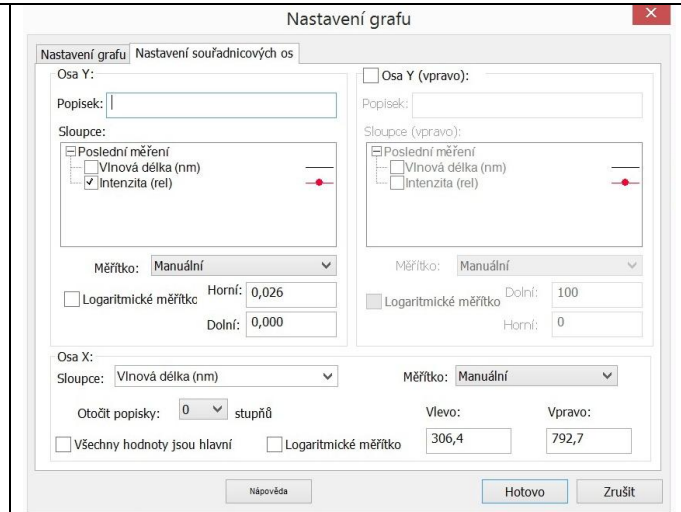 Nastavení grafu
Nastavení grafu Nastavení souřadnicových os
Osa Y:
Popisek:
Sloupce:
Poslední měření
Vlnová délka (nm)
Intenzita (rel)
Měřítko: Manuální
Logaritmické měřítko Horní: 0,026
Dolní: 0,000
Osa Y (vpravo):
Popisek:
Sloupce (vpravo):
Poslední měření
Vlnová délka (nm)
Intenzita (rel)
Měřítko: Manuální
Logaritmické měřítko Dolní: 100
Horní: 0
Osa X:
Sloupce: Vlnová délka (nm) Měřítko: Manuální
Otočit popisky: 0 stupňů Vlevo: Vpravo:
Všechny hodnoty jsou hlavní Logaritmické měřítko 306,4 792,7
Nápověda Hotovo Zrušit